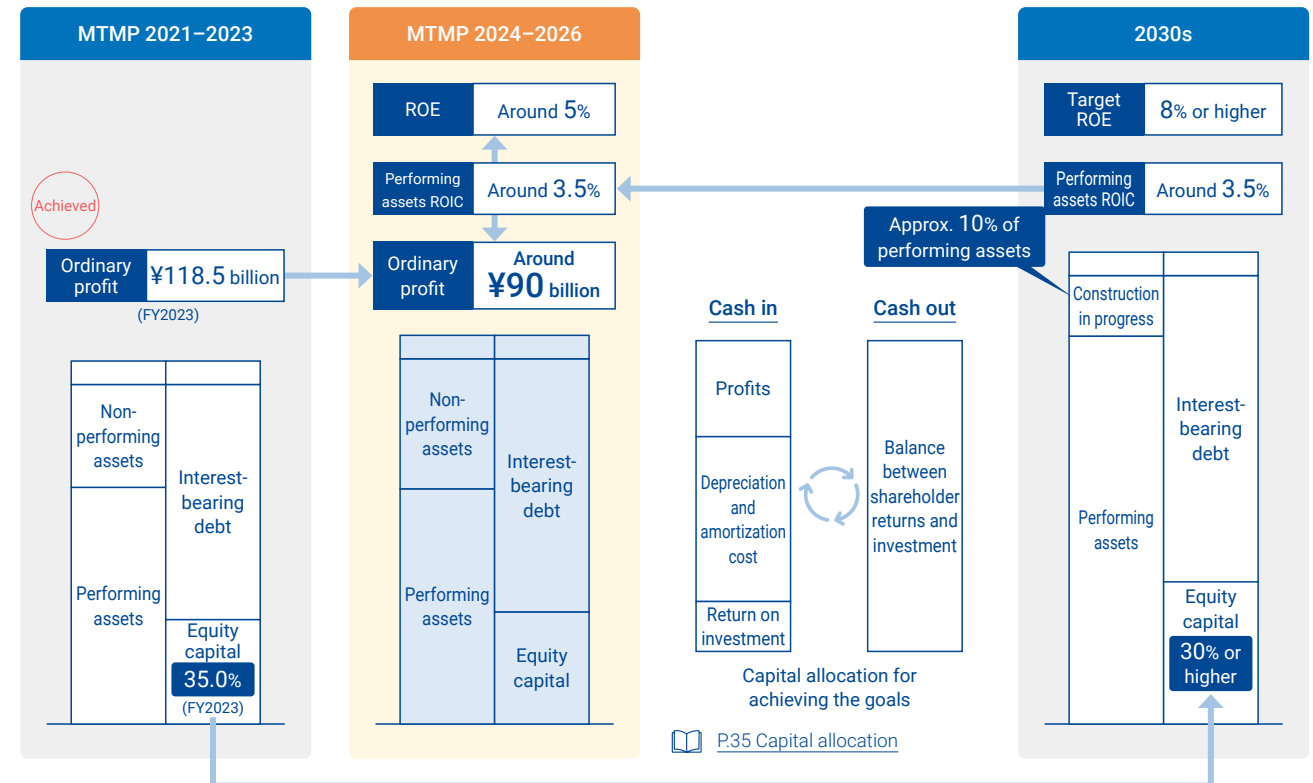 MTMP 2021–2023
Achieved
Ordinary
profit
¥118.5 billion
(FY2023)
Non-
performing
assets
Performing
assets
Interest-
bearing
debt
Equity
capital
35.0%
(FY2023)
MTMP 2024–2026
ROE
Around 5%
Performing
assets ROIC
Around 3.5%
Ordinary
profit
Around
¥90 billion
Non-
performing
assets
Performing
assets
Interest-
bearing
debt
Equity
capital
Cash in
Profits
Depreciation
and
amortization
cost
Return on
investment
Cash out
Balance
between
shareholder
returns and
investment
Capital allocation for
achieving the goals
P.35 Capital allocation
2030s
Target
ROE
8% or higher
Performing
assets ROIC
Around 3.5%
Approx. 10% of
performing assets
Construction
in progress
Performing
assets
Interest-
bearing
debt
Equity
capital
30% or
higher